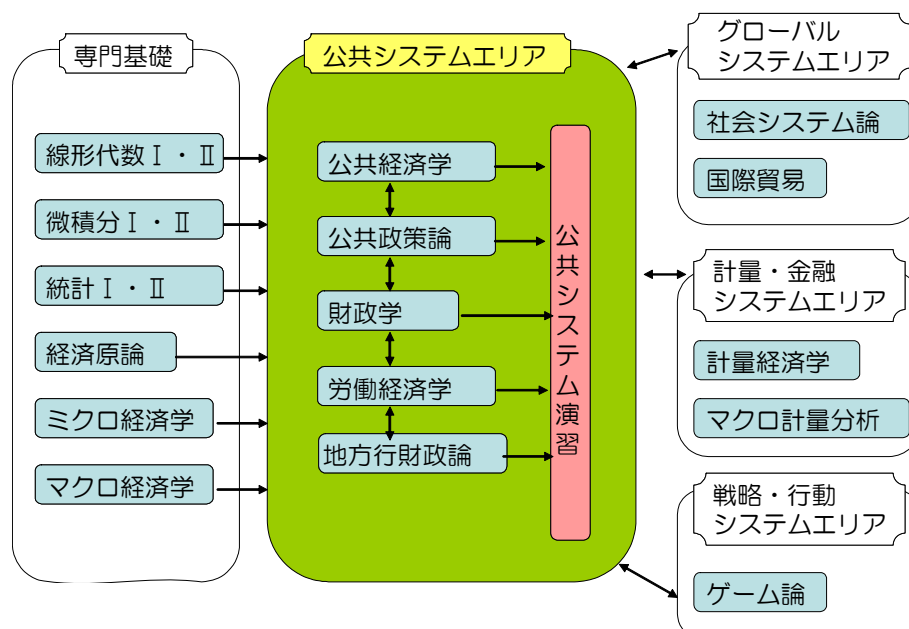 専門基礎
線形代数Ⅰ・Ⅱ
微積分Ⅰ・Ⅱ
統計Ⅰ・Ⅱ
経済原論
ミクロ経済学
マクロ経済学
公共システムエリア
公共経済学
公共政策論
財政学
労働経済学
地方行財政論
公共システム演習
グローバル
システムエリア
社会システム論
国際貿易
計量・金融
システムエリア
計量経済学
マクロ計量分析
戦略・行動
システムエリア
ゲーム論